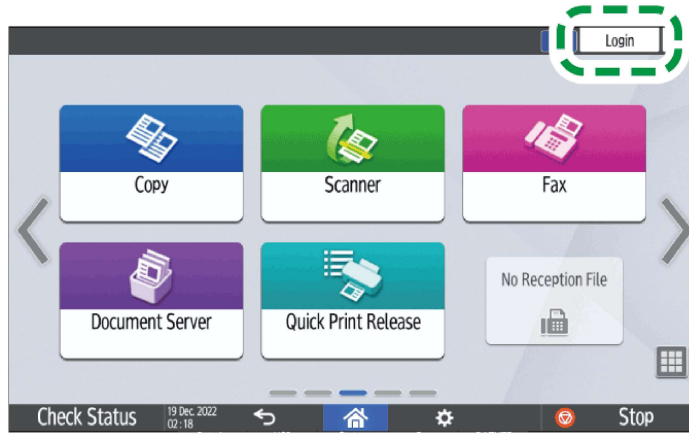 Login
Copy
Scanner
Fax
Document Server
Quick Print Release
No Reception File
Check Status
19 Dec. 2022
02 : 18
Stop